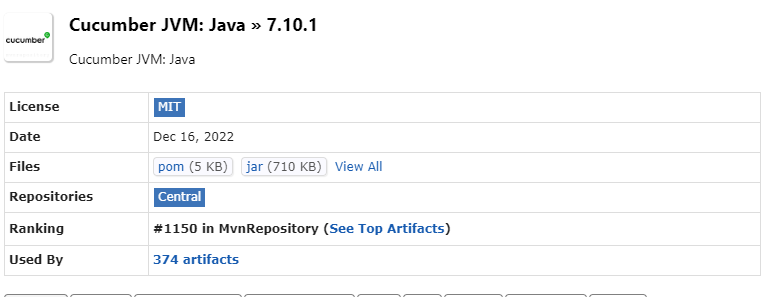 cucumber
Cucumber JVM: Java » 7.10.1
Cucumber JVM: Java
License MIT
Date Dec 16, 2022
Files pom (5 KB) jar (710 KB) View All
Repositories Central
Ranking #1150 in MvnRepository (See Top Artifacts)
Used By 374 artifacts